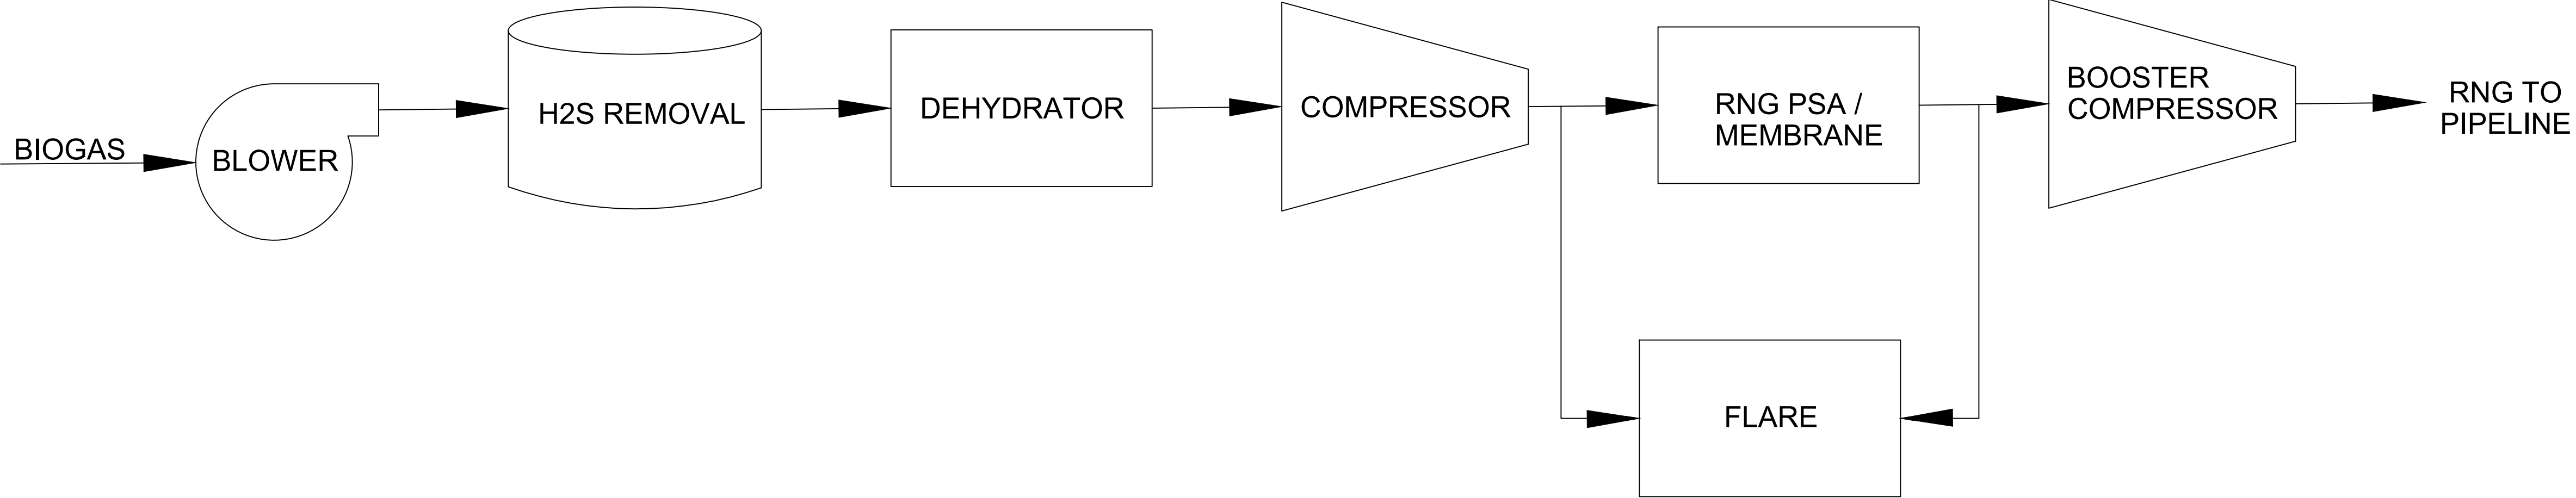 BIOGAS
BLOWER
H2S REMOVAL
DEHYDRATOR
COMPRESSOR
RNG PSA /
MEMBRANE
BOOSTER
COMPRESSOR
RNG TO
PIPELINE
FLARE